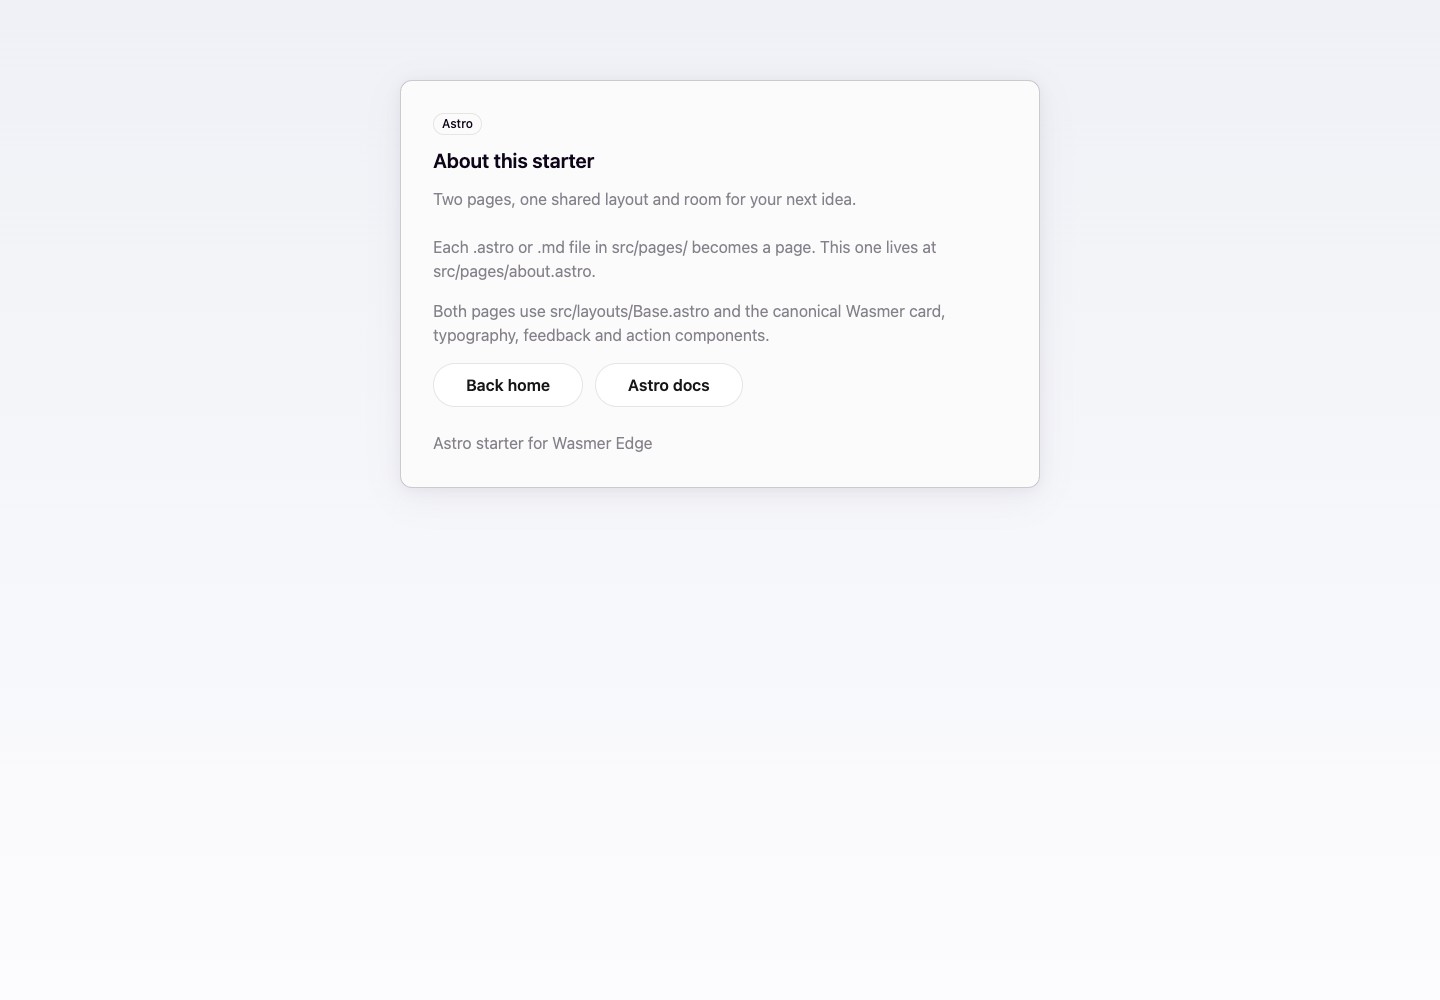 Astro
About this starter
Two pages, one shared layout and room for your next idea.
Each .astro or .md file in src/pages/ becomes a page. This one lives at
src/pages/about.astro.
Both pages use src/layouts/Base.astro and the canonical Wasmer card,
typography, feedback and action components.
Back home
Astro docs
Astro starter for Wasmer Edge